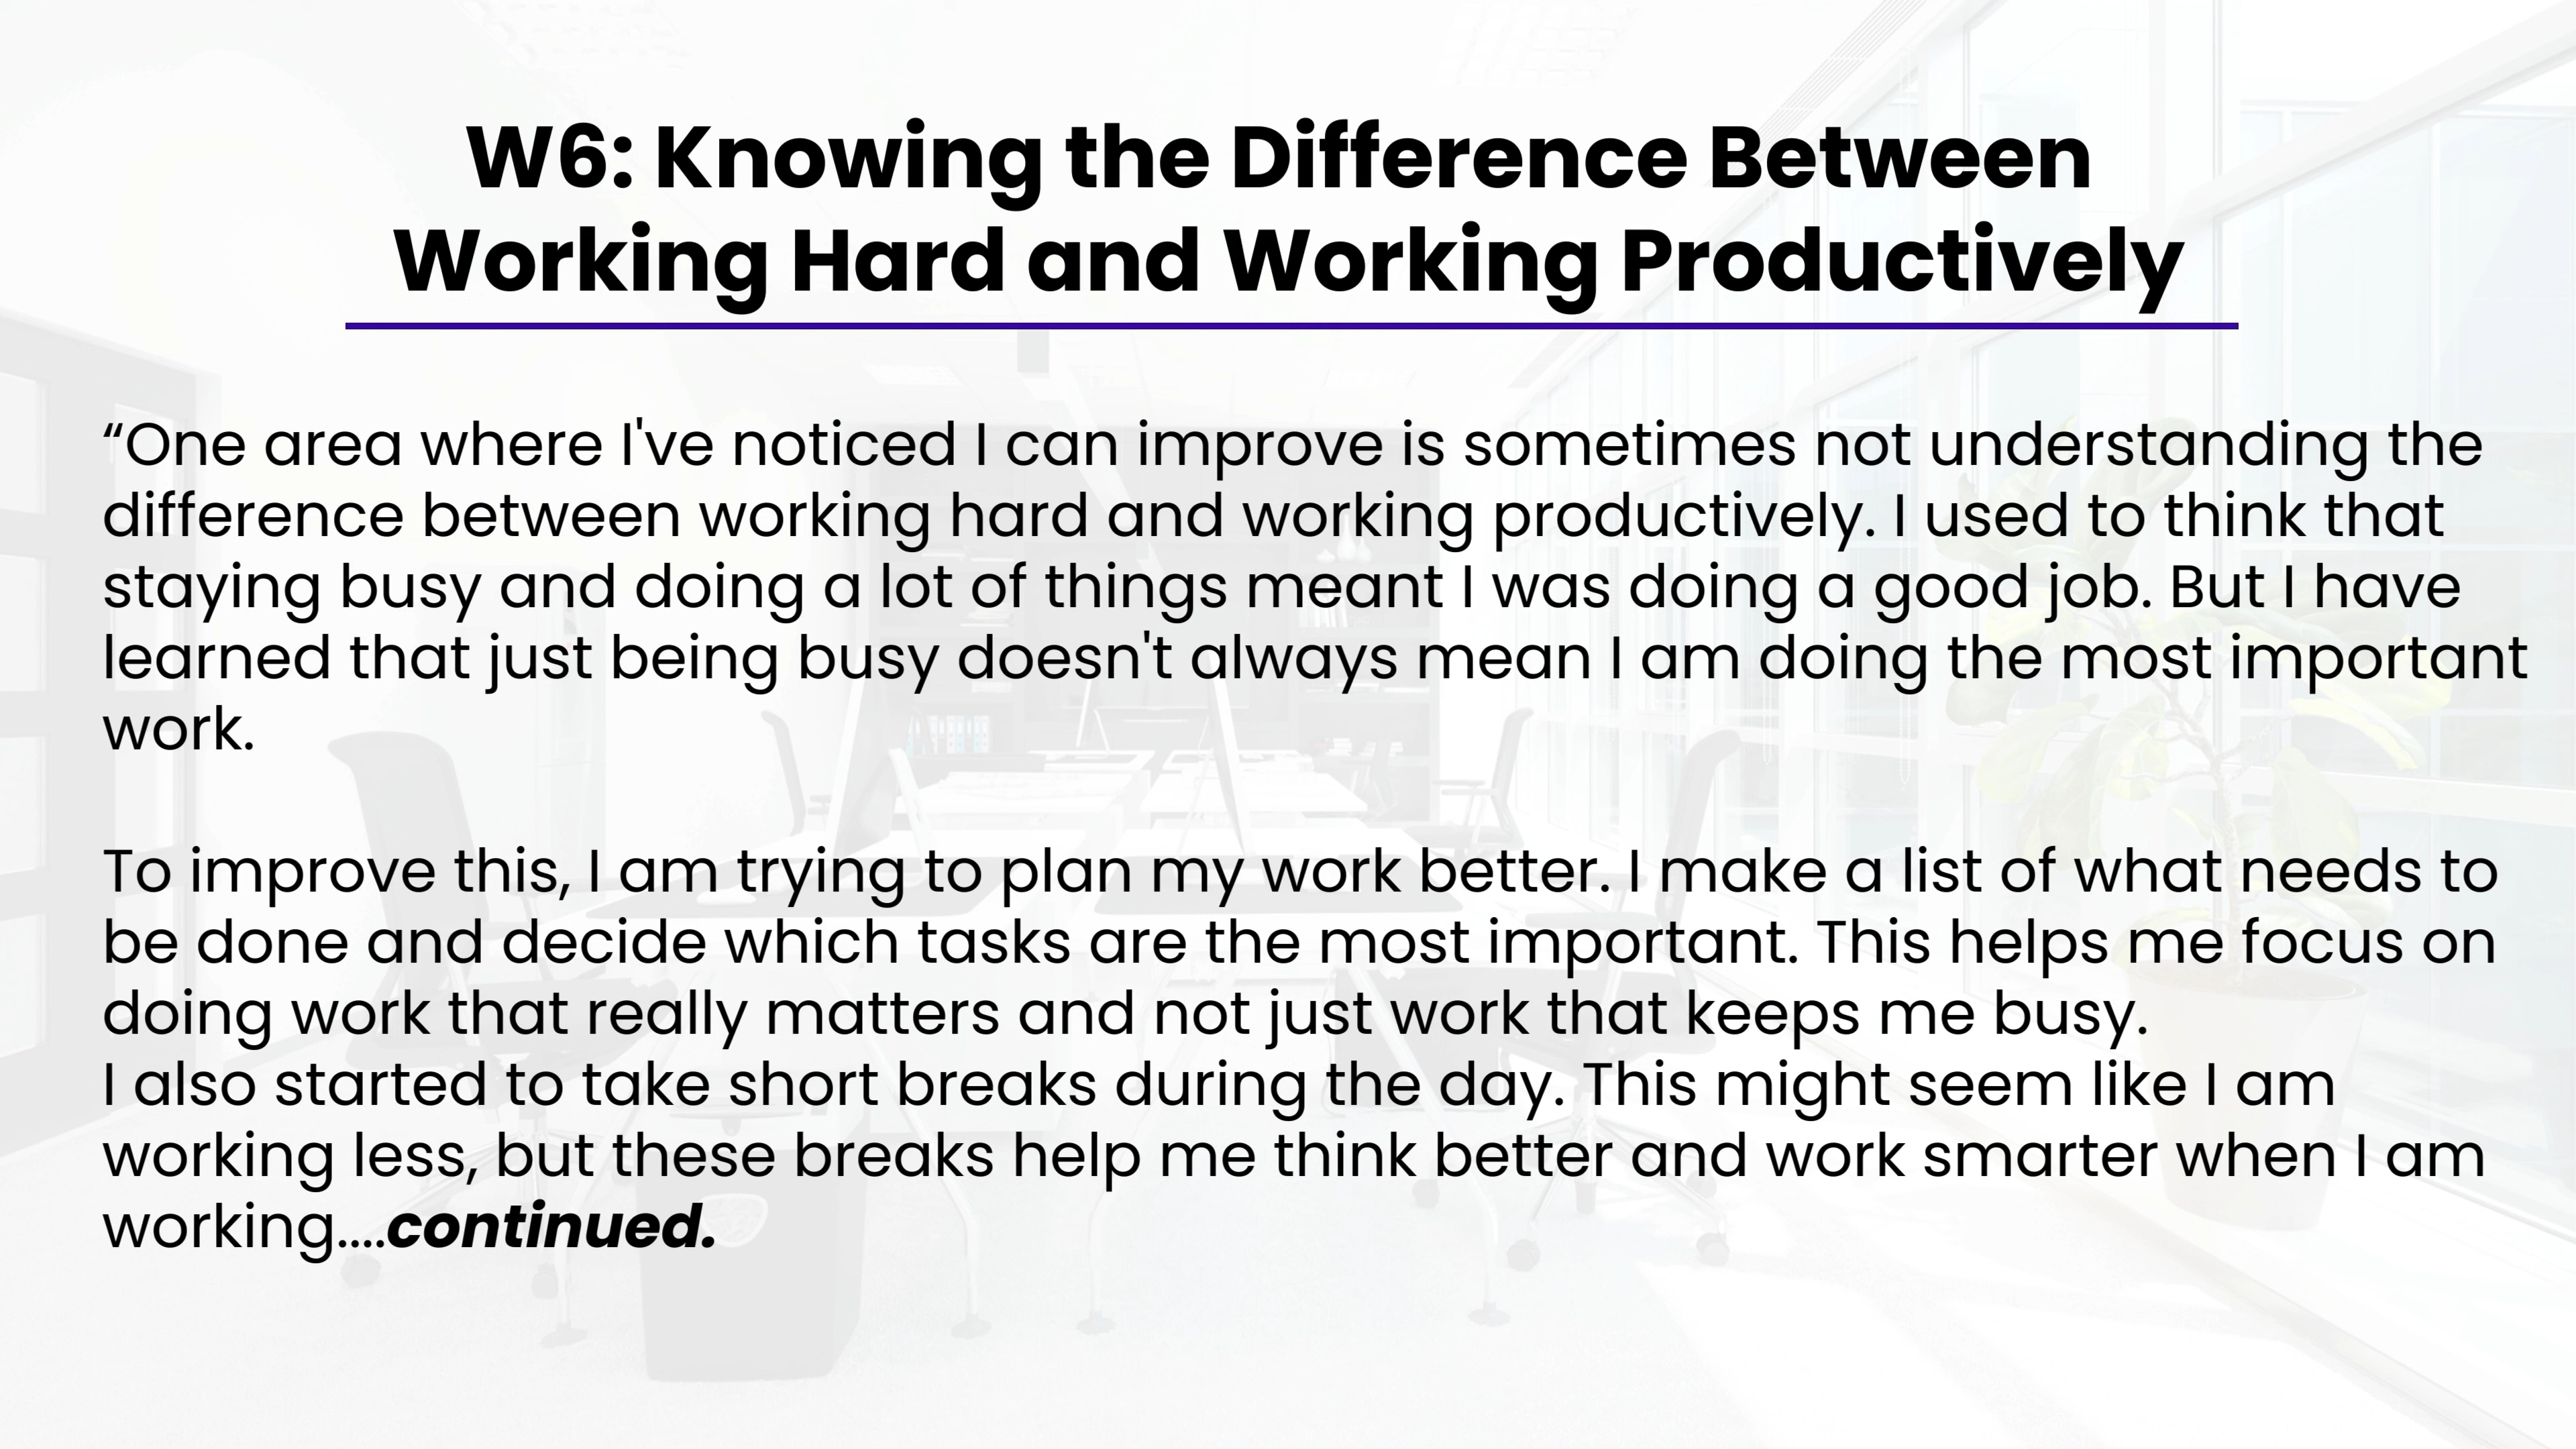 W6: Knowing the Difference Between
Working Hard and Working Productively
“One area where I've noticed I can improve is sometimes not understanding the
difference between working hard and working productively. I used to think that
staying busy and doing a lot of things meant I was doing a good job. But I have
learned that just being busy doesn't always mean I am doing the most important
work.
To improve this, I am trying to plan my work better. I make a list of what needs to
be done and decide which tasks are the most important. This helps me focus on
doing work that really matters and not just work that keeps me busy.
I also started to take short breaks during the day. This might seem like I am
working less, but these breaks help me think better and work smarter when I am
working....continued.